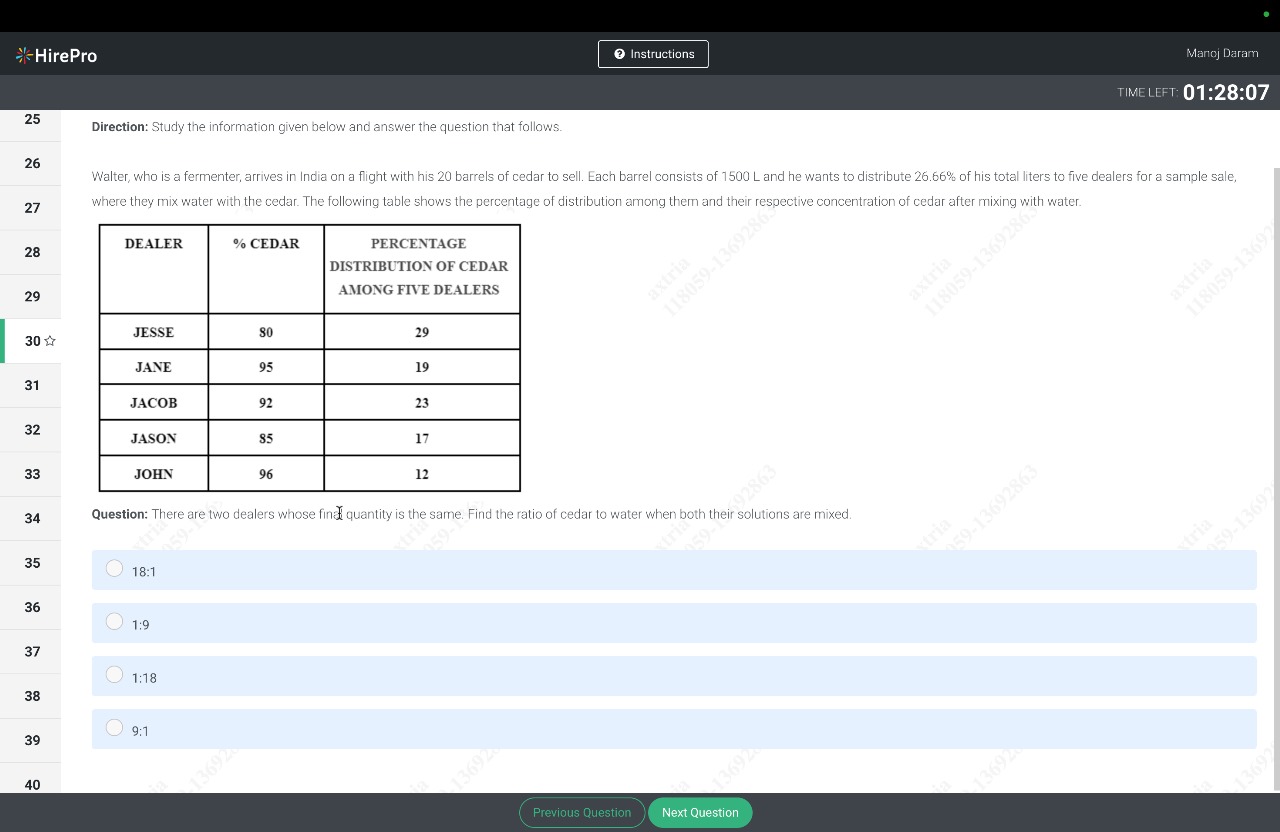 HirePro
Instructions
Manoj Daram
TIME LEFT: 01:28:07
25
26
27
28
29
30
31
32
33
34
35
36
37
38
39
40
Direction: Study the information given below and answer the question that follows.
Walter, who is a fermenter, arrives in India on a flight with his 20 barrels of cedar to sell. Each barrel consists of 1500 L and he wants to distribute 26.66% of his total liters to five dealers for a sample sale,
where they mix water with the cedar. The following table shows the percentage of distribution among them and their respective concentration of cedar after mixing with water.
DEALER % CEDAR PERCENTAGE
DISTRIBUTION OF CEDAR
AMONG FIVE DEALERS
JESSE 80 29
JANE 95 19
JACOB 92 23
JASON 85 17
JOHN 96 12
Question: There are two dealers whose final quantity is the same. Find the ratio of cedar to water when both their solutions are mixed.
18:1
1:9
1:18
9:1
Previous Question
Next Question
axtria
118059-13692863
axtria
118059-13692863
axtria